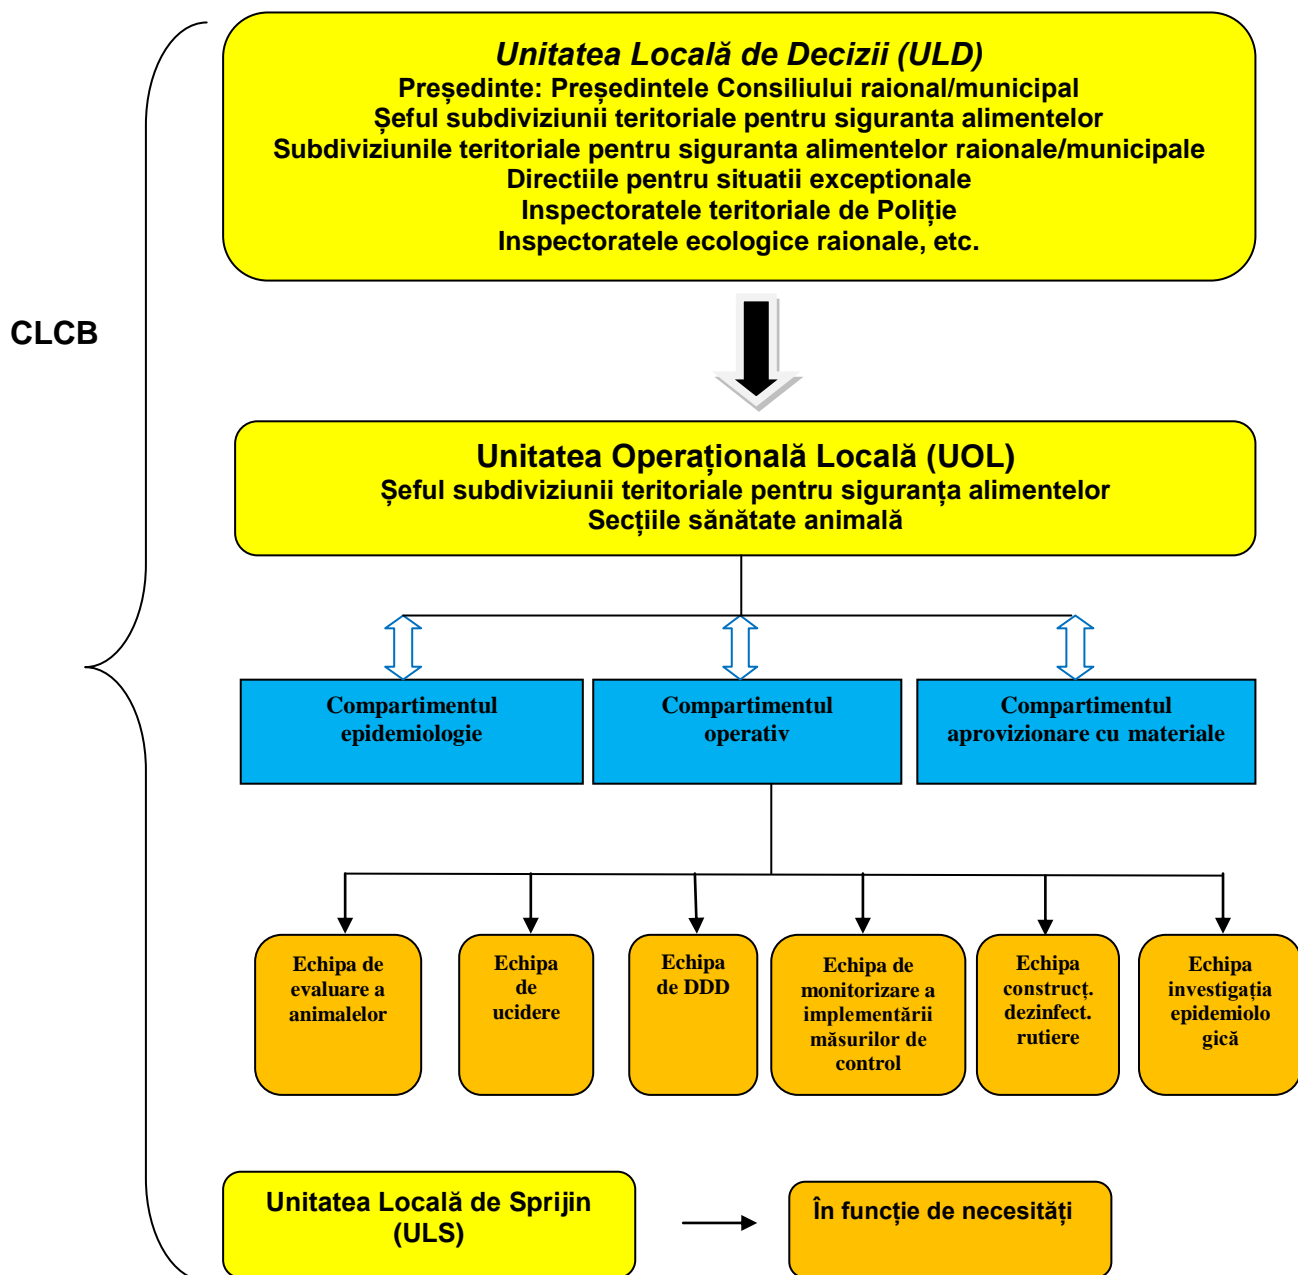 Unitatea Locală de Decizii (ULD)
Președinte: Președintele Consiliului raional/municipal
Șeful subdiviziunii teritoriale pentru siguranta alimentelor
Subdiviziunile teritoriale pentru siguranta alimentelor raionale/municipale
Directiile pentru situatii exceptionale
Inspectoratele teritoriale de Poliție
Inspectoratele ecologice raionale, etc.
CLCB
Unitatea Operațională Locală (UOL)
Șeful subdiviziunii teritoriale pentru siguranța alimentelor
Secțiile sănătate animală
Compartimentul
epidemiologie
Compartimentul
operativ
Compartimentul
aprovizionare cu materiale
Echipa de
evaluare a
animalelor
Echipa
de
ucidere
Echipa
de DDD
Echipa de
monitorizare a
implementării
măsurilor de
control
Echipa
construcț.
dezinfect.
rutiere
Echipa
investigația
epidemiolo
gică
Unitatea Locală de Sprijin
(ULS)
În funcție de necesități